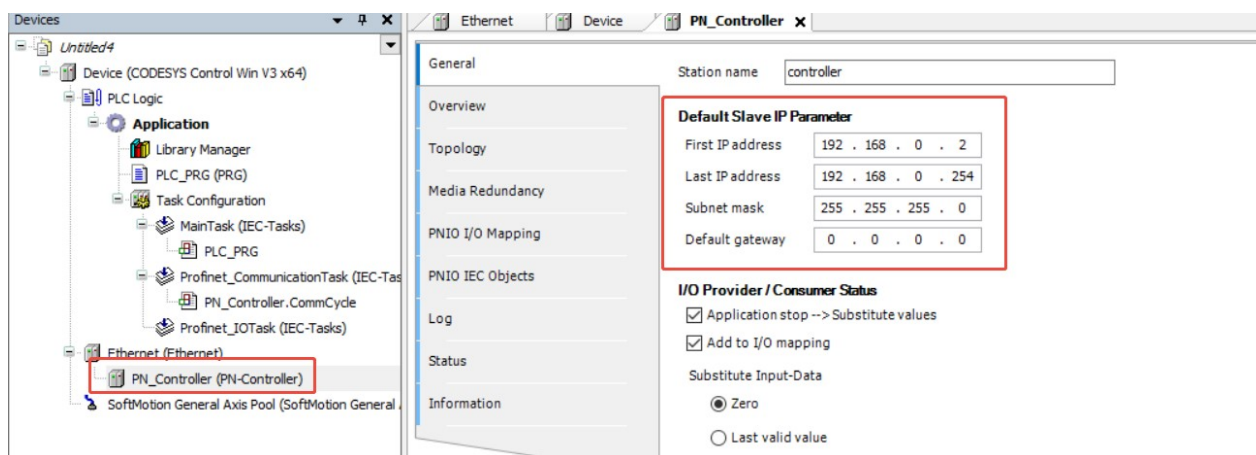 Devices
Untitled4
Device (CODESYS Control Win V3 x64)
PLC Logic
Application
Library Manager
PLC_PRG (PRG)
Task Configuration
MainTask (IEC-Tasks)
PLC_PRG
Profinet_CommunicationTask (IEC-Tas
PN_Controller.CommCycle
Profinet_IOTask (IEC-Tasks)
Ethernet (Ethernet)
PN_Controller (PN-Controller)
SoftMotion General Axis Pool (SoftMotion General
Ethernet
Device
PN_Controller
General
Overview
Topology
Media Redundancy
PNIO I/O Mapping
PNIO IEC Objects
Log
Status
Information
Station name controller
Default Slave IP Parameter
First IP address 192 . 168 . 0 . 2
Last IP address 192 . 168 . 0 . 254
Subnet mask 255 . 255 . 255 . 0
Default gateway 0 . 0 . 0 . 0
I/O Provider / Consumer Status
Application stop --> Substitute values
Add to I/O mapping
Substitute Input-Data
Zero
Last valid value